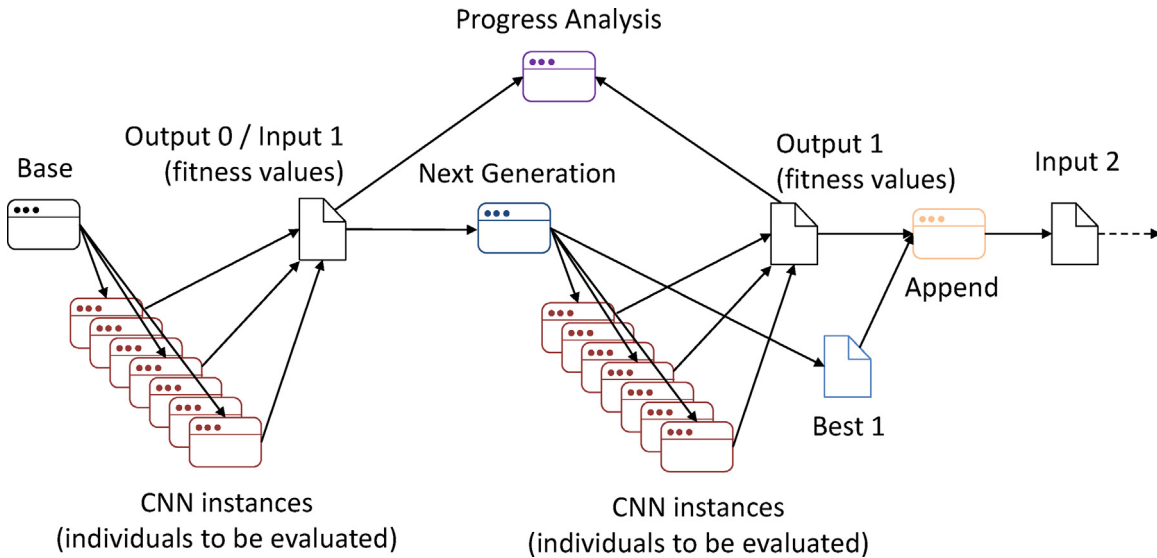 Progress Analysis
Output 0 / Input 1
(fitness values)
Base
Next Generation
Output 1
(fitness values)
Input 2
Append
Best 1
CNN instances
(individuals to be evaluated)
CNN instances
(individuals to be evaluated)